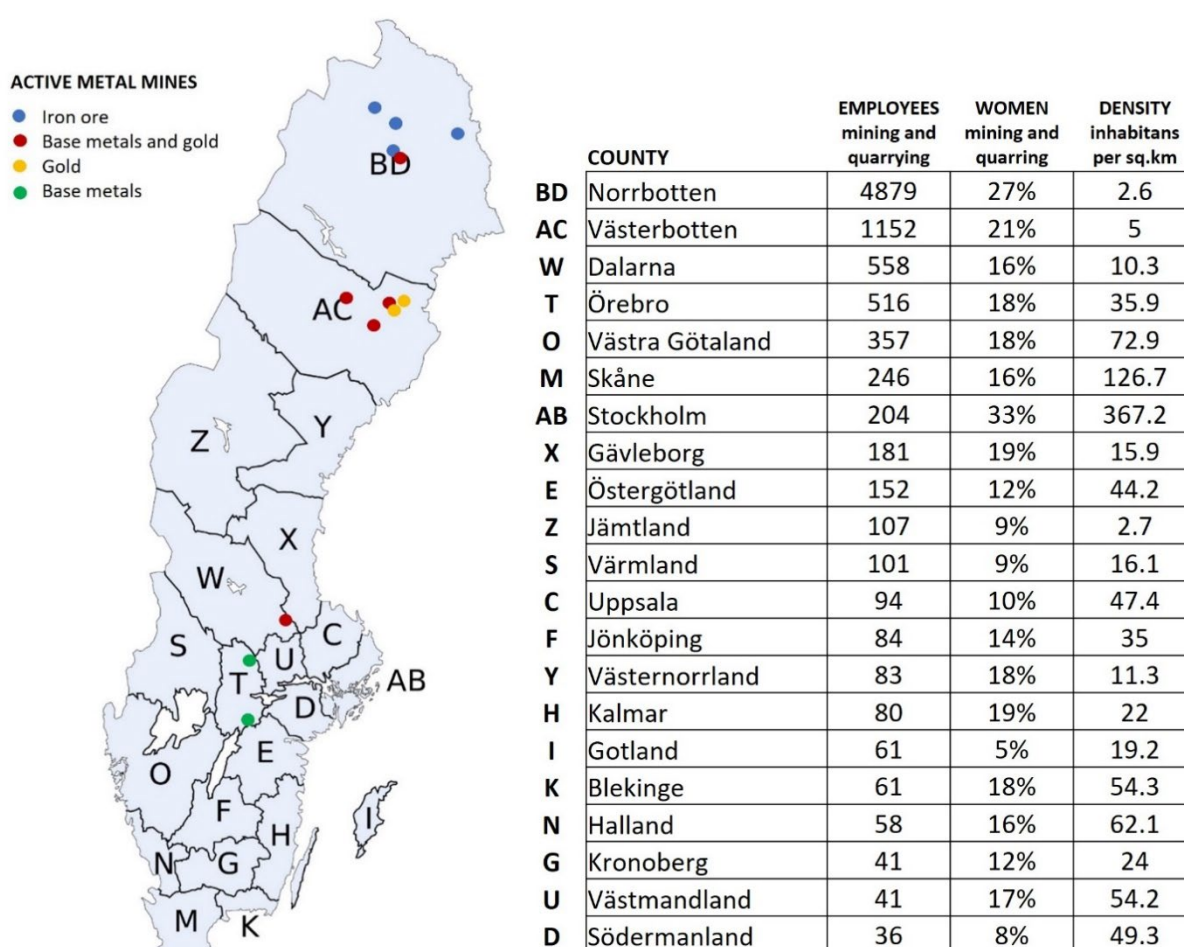 ACTIVE METAL MINES
Iron ore
Base metals and gold
Gold
Base metals
BD
AC
Z
Y
X
W
S
C
U
T
AB
D
E
O
F
I
H
N
G
M
K
COUNTY EMPLOYEES mining and quarrying WOMEN mining and quarring DENSITY inhabitans per sq.km
BD Norrbotten 4879 27% 2.6
AC Västerbotten 1152 21% 5
W Dalarna 558 16% 10.3
T Örebro 516 18% 35.9
O Västra Götaland 357 18% 72.9
M Skåne 246 16% 126.7
AB Stockholm 204 33% 367.2
X Gävleborg 181 19% 15.9
E Östergötland 152 12% 44.2
Z Jämtland 107 9% 2.7
S Värmland 101 9% 16.1
C Uppsala 94 10% 47.4
F Jönköping 84 14% 35
Y Västernorrland 83 18% 11.3
H Kalmar 80 19% 22
I Gotland 61 5% 19.2
K Blekinge 61 18% 54.3
N Halland 58 16% 62.1
G Kronoberg 41 12% 24
U Västmandland 41 17% 54.2
D Södermanland 36 8% 49.3